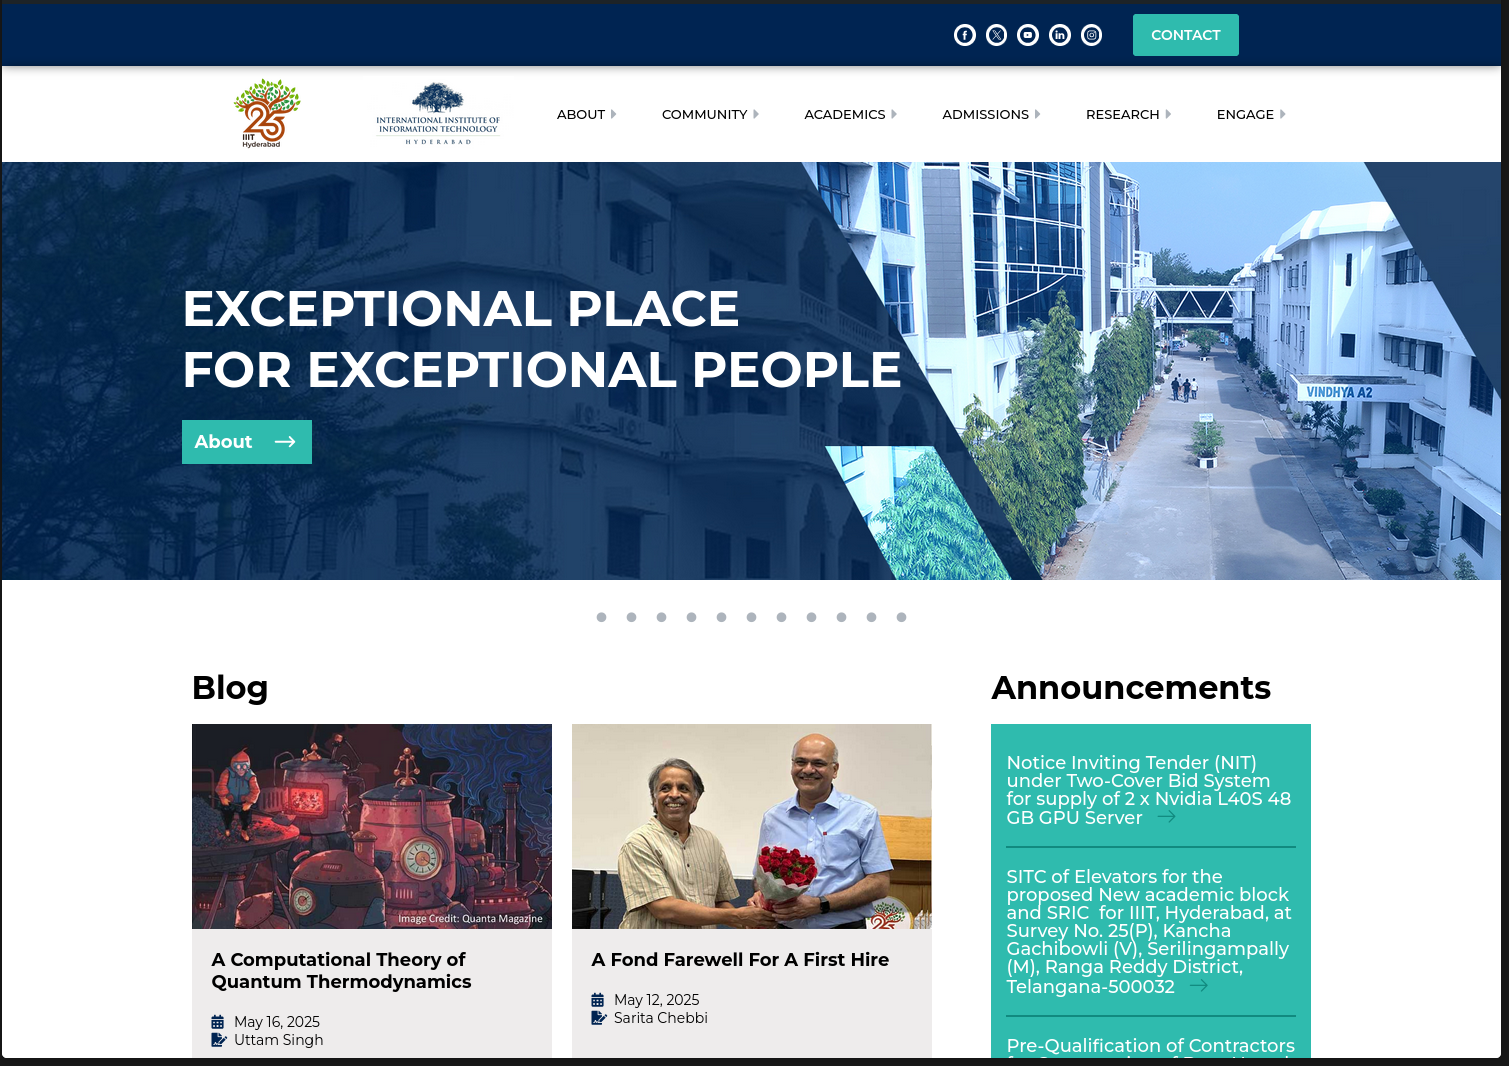 CONTACT
25
IIIT
Hyderabad
INTERNATIONAL INSTITUTE OF
INFORMATION TECHNOLOGY
HYDERABAD
ABOUT
COMMUNITY
ACADEMICS
ADMISSIONS
RESEARCH
ENGAGE
EXCEPTIONAL PLACE
FOR EXCEPTIONAL PEOPLE
About
VINDHYA A2
Blog
Image Credit: Quanta Magazine
A Computational Theory of
Quantum Thermodynamics
May 16, 2025
Uttam Singh
A Fond Farewell For A First Hire
May 12, 2025
Sarita Chebbi
Announcements
Notice Inviting Tender (NIT)
under Two-Cover Bid System
for supply of 2 x Nvidia L40S 48
GB GPU Server
SITC of Elevators for the
proposed New academic block
and SRIC for IIIT, Hyderabad, at
Survey No. 25(P), Kancha
Gachibowli (V), Serilingampally
(M), Ranga Reddy District,
Telangana-500032
Pre-Qualification of Contractors